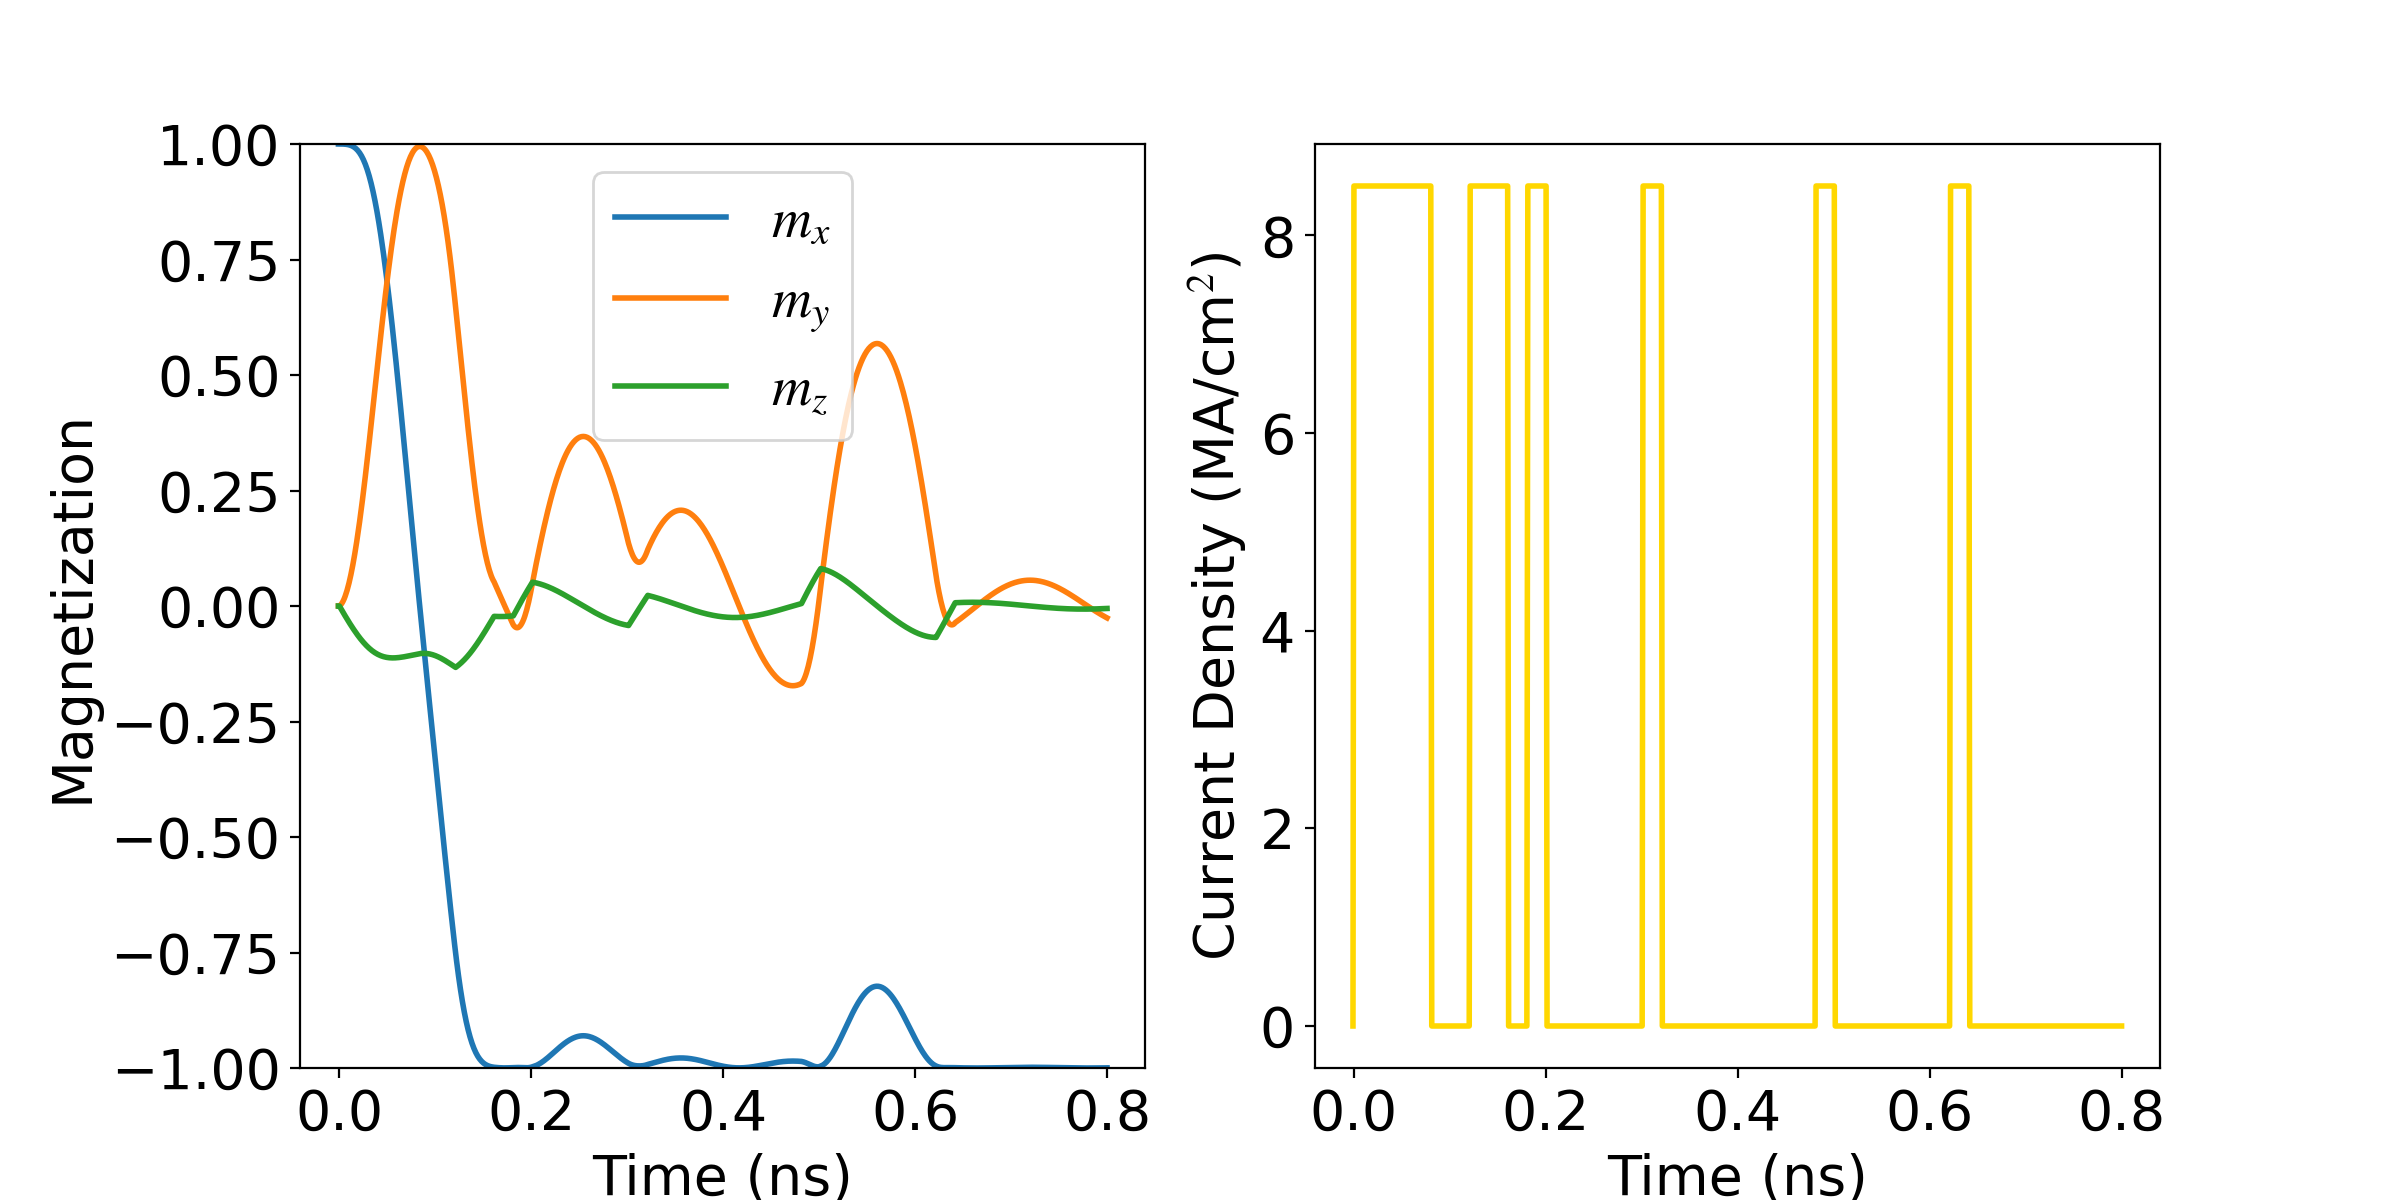 1.00
0.75
0.50
0.25
0.00
−0.25
−0.50
−0.75
−1.00
Magnetization
0.0 0.2 0.4 0.6 0.8
Time (ns)
m_x
m_y
m_z
8
6
4
2
0
Current Density (MA/cm²)
0.0 0.2 0.4 0.6 0.8
Time (ns)